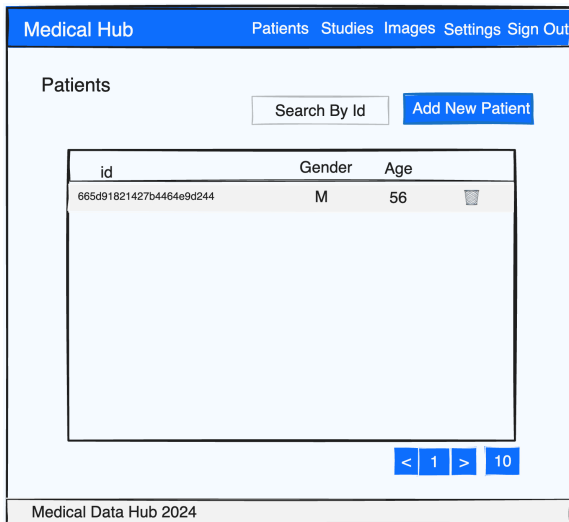 Medical Hub Patients Studies Images Settings Sign Out
Patients
Search By Id Add New Patient
id Gender Age
665d91821427b4464e9d244 M 56
< 1 > 10
Medical Data Hub 2024